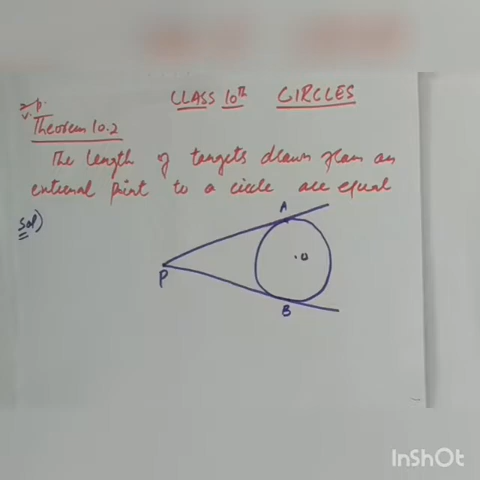 CLASS 10th CIRCLES
v.v.p.
Theorem 10.2
The length of tangets drawn from an
external point to a circle are equal
Sol)
A
O
P
B
InShOt